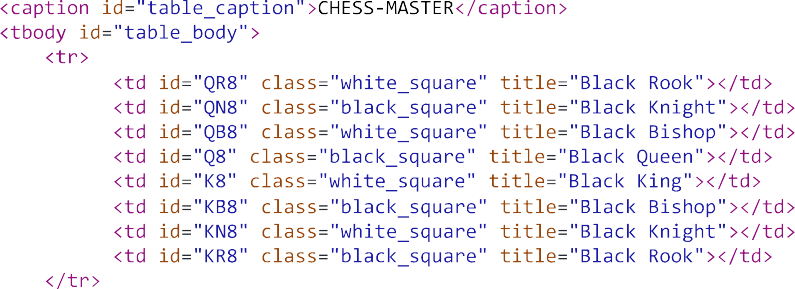 <caption id="table_caption">CHESS-MASTER</caption>
<tbody id="table_body">
<tr>
<td id="QR8" class="white_square" title="Black Rook"></td>
<td id="QN8" class="black_square" title="Black Knight"></td>
<td id="QB8" class="white_square" title="Black Bishop"></td>
<td id="Q8" class="black_square" title="Black Queen"></td>
<td id="K8" class="white_square" title="Black King"></td>
<td id="KB8" class="black_square" title="Black Bishop"></td>
<td id="KN8" class="white_square" title="Black Knight"></td>
<td id="KR8" class="black_square" title="Black Rook"></td>
</tr>